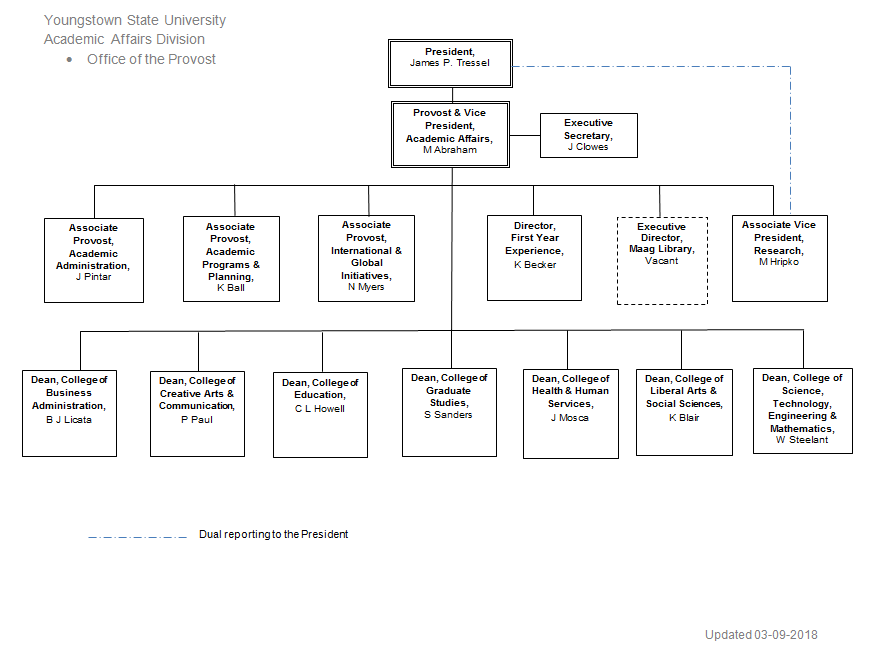 Youngstown State University
Academic Affairs Division
• Office of the Provost
President,
James P. Tressel
Provost & Vice
President,
Academic Affairs,
M Abraham
Executive
Secretary,
J Clowes
Associate
Provost,
Academic
Administration,
J Pintar
Associate
Provost,
Academic
Programs &
Planning,
K Ball
Associate
Provost,
International &
Global
Initiatives,
N Myers
Director,
First Year
Experience,
K Becker
Executive
Director,
Maag Library,
Vacant
Associate Vice
President,
Research,
M Hripko
Dean, College of
Business
Administration,
B J Licata
Dean, College of
Creative Arts &
Communication,
P Paul
Dean, College of
Education,
C L Howell
Dean, College of
Graduate
Studies,
S Sanders
Dean, College of
Health & Human
Services,
J Mosca
Dean, College of
Liberal Arts &
Social Sciences,
K Blair
Dean, College of
Science,
Technology,
Engineering &
Mathematics,
W Steelant
Dual reporting to the President
Updated 03-09-2018